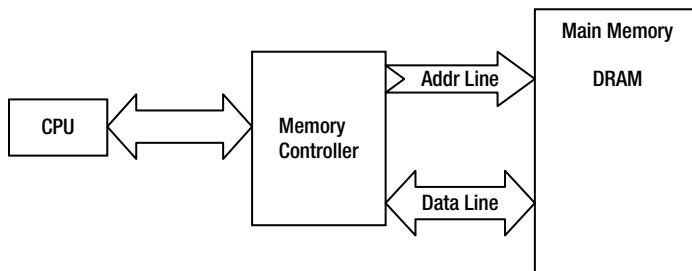 Main Memory
DRAM
Addr Line
CPU
Memory
Controller
Data Line